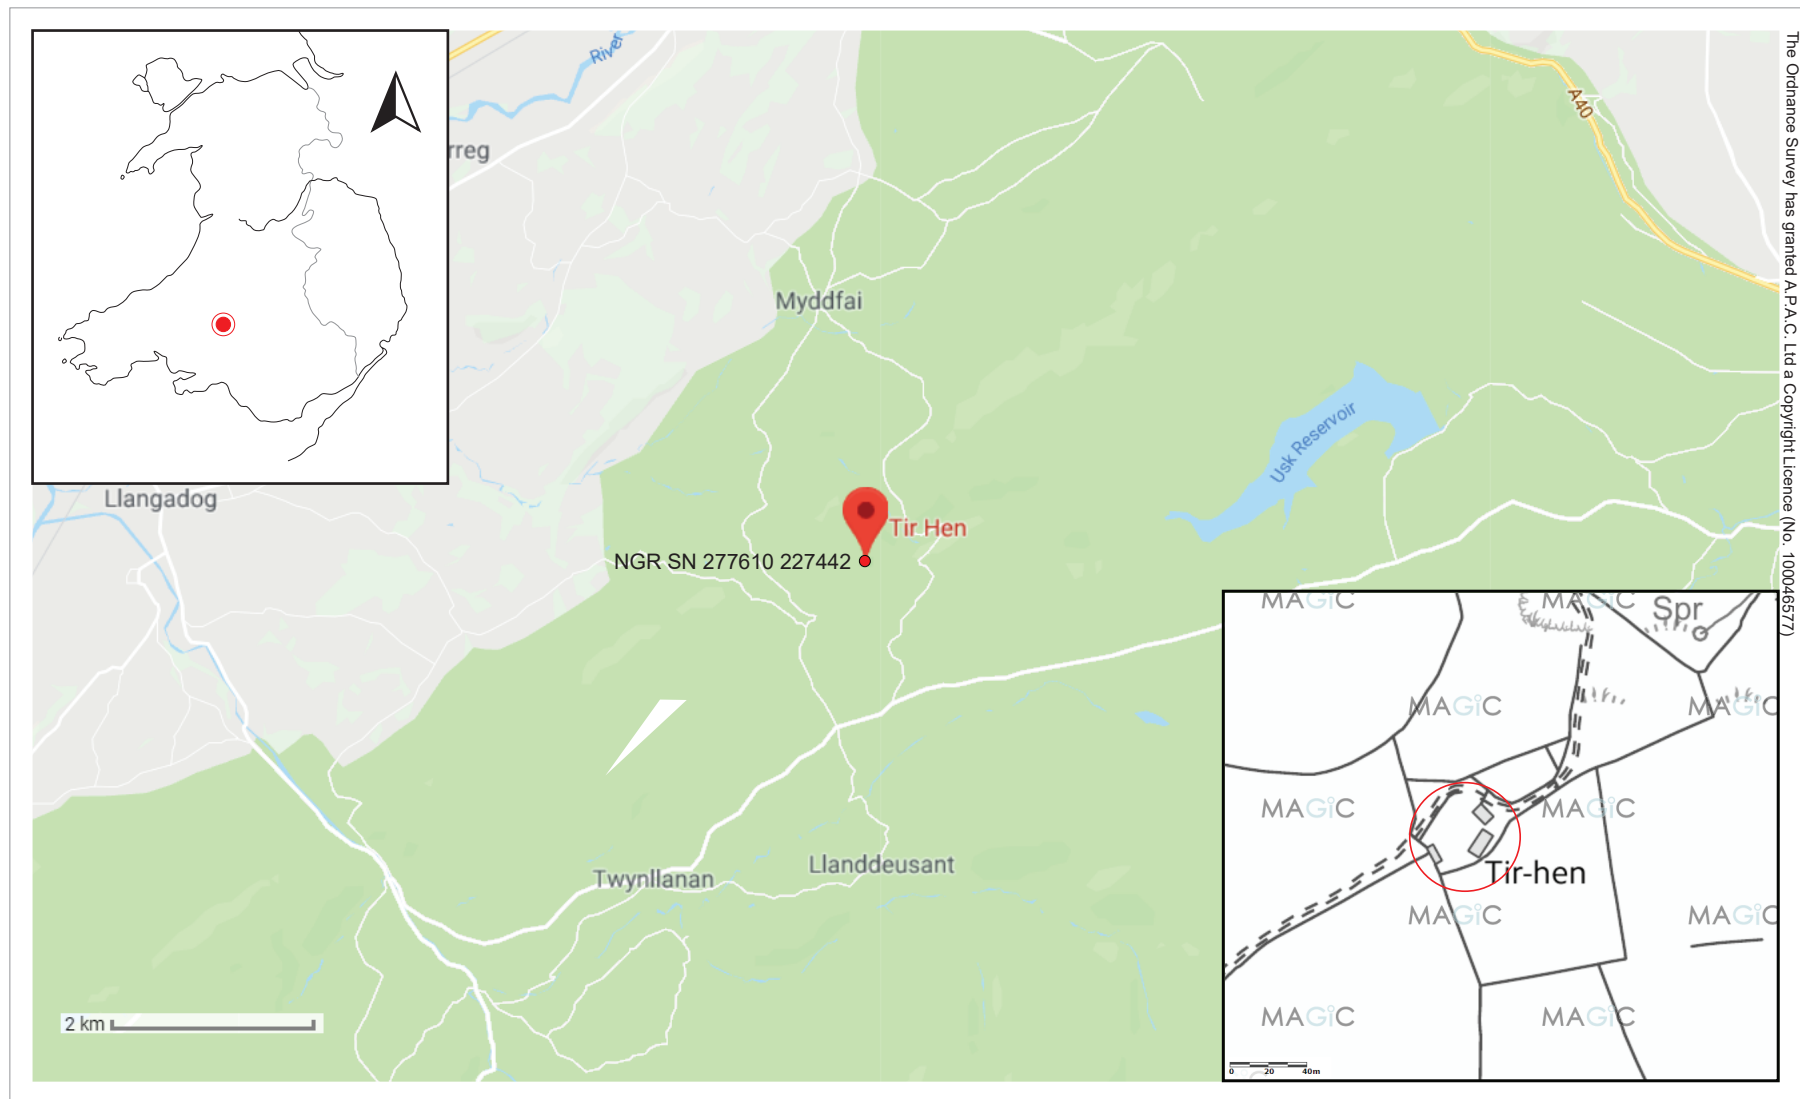 River
A40
rreg
Myddfai
Usk Reservoir
Llangadog
Tir Hen
NGR SN 277610 227442
Twynllanan
Llanddeusant
2 km
MAGiC
MAGiC
Spr
MAGiC
MAGiC
MAGiC
MAGiC
Tir-hen
MAGiC
MAGiC
MAGiC
MAGiC
0 20 40m
The Ordnance Survey has granted A.P.A.C. Ltd a Copyright Licence (No. 100046577)